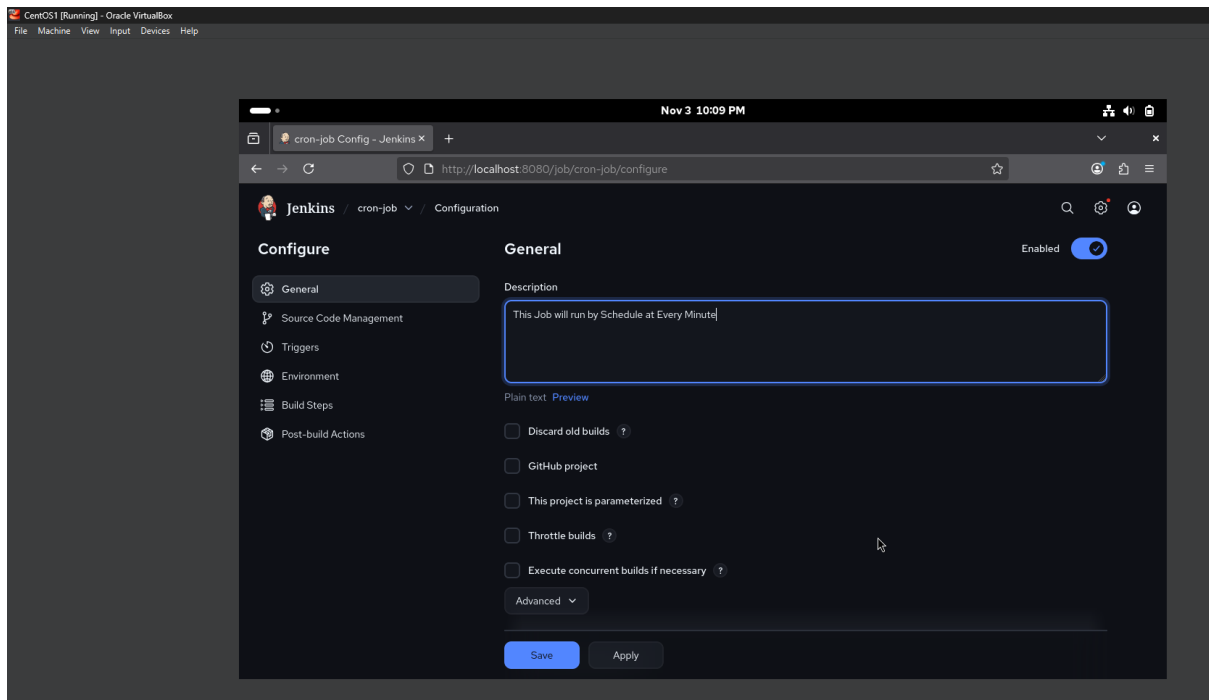 CentOS1 [Running] - Oracle VirtualBox
File Machine View Input Devices Help
Nov 3 10:09 PM
cron-job Config - Jenkins
http://localhost:8080/job/cron-job/configure
Jenkins / cron-job / Configuration
Configure
General
Enabled
General
Source Code Management
Triggers
Environment
Build Steps
Post-build Actions
Description
This Job will run by Schedule at Every Minute
Plain text Preview
Discard old builds ?
GitHub project
This project is parameterized ?
Throttle builds ?
Execute concurrent builds if necessary ?
Advanced
Save Apply